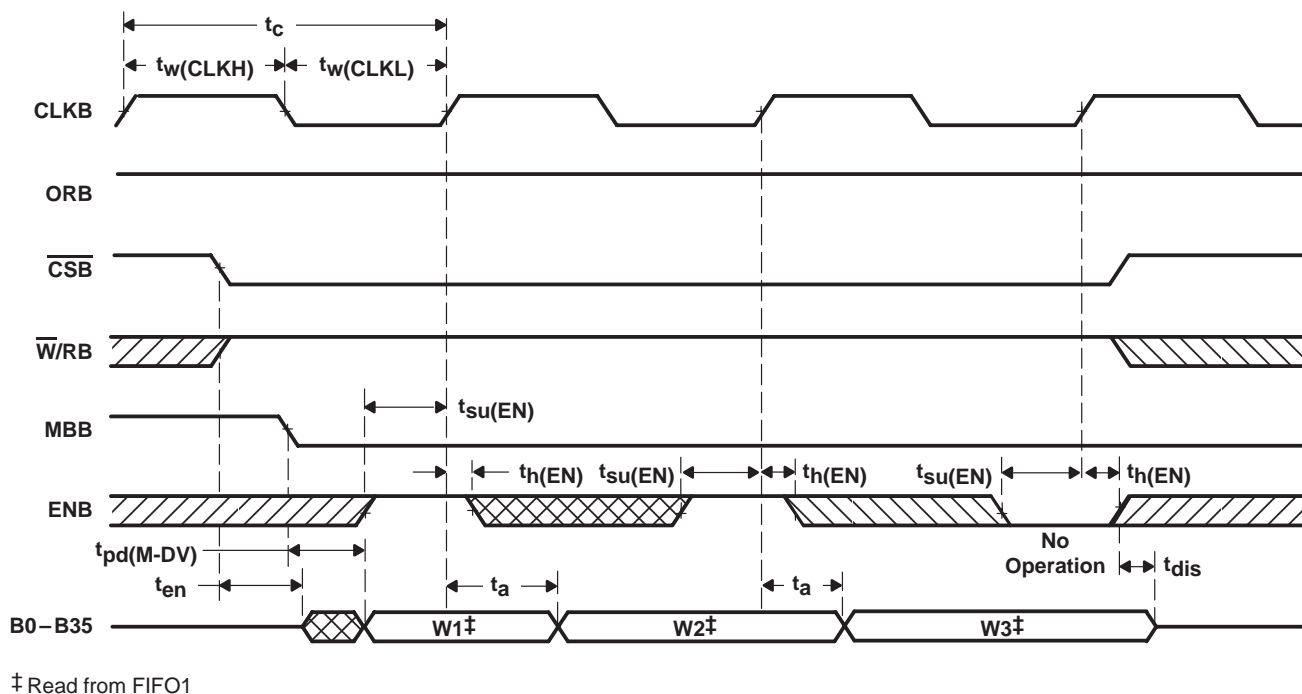 tc
tw(CLKH) tw(CLKL)
CLKB
ORB
CSB
W/RB
tsu(EN)
MBB
th(EN) tsu(EN) th(EN) tsu(EN) th(EN)
ENB
No
Operation
tpd(M-DV)
ten ta ta tdis
B0–B35 W1‡ W2‡ W3‡
‡ Read from FIFO1